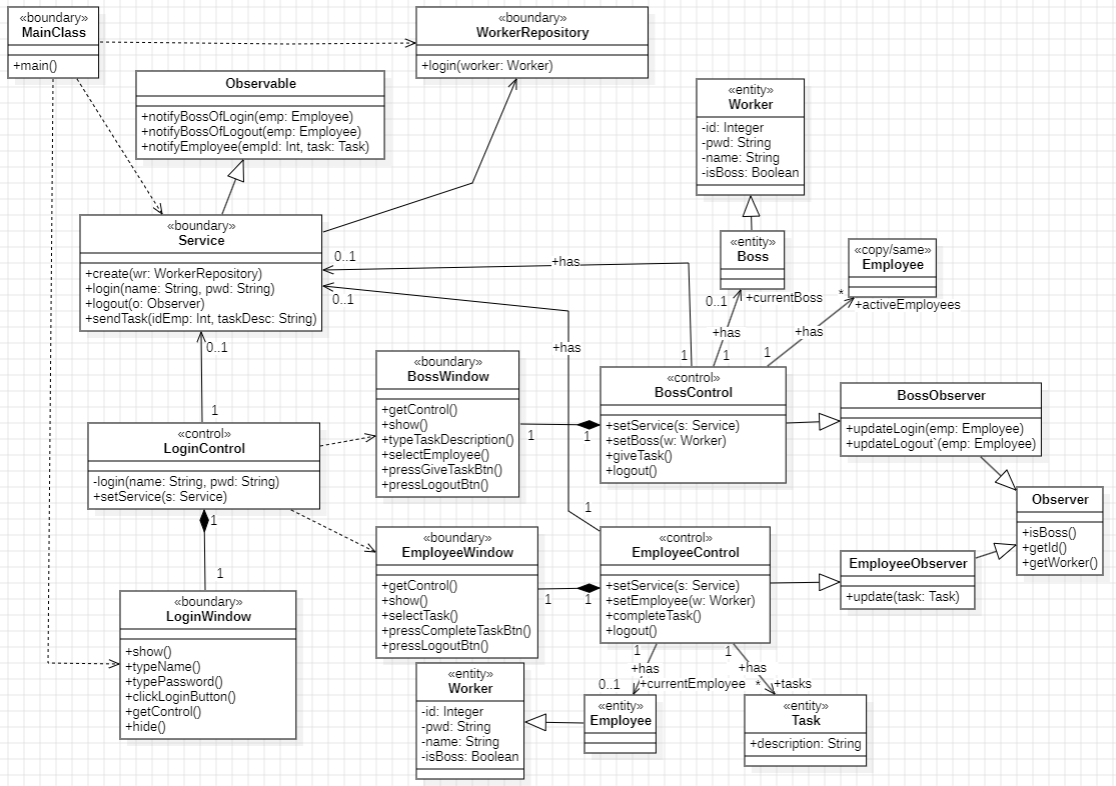 «boundary»
MainClass
+main()
«boundary»
WorkerRepository
+login(worker: Worker)
Observable
+notifyBossOfLogin(emp: Employee)
+notifyBossOfLogout(emp: Employee)
+notifyEmployee(empId: Int, task: Task)
«entity»
Worker
-id: Integer
-pwd: String
-name: String
-isBoss: Boolean
«boundary»
Service
+create(wr: WorkerRepository)
+login(name: String, pwd: String)
+logout(o: Observer)
+sendTask(idEmp: Int, taskDesc: String)
0..1
+has
0..1
+has
0..1
1
«entity»
Boss
0..1
+currentBoss
+has
1
1
«copy/same»
Employee
*
+activeEmployees
+has
1
«boundary»
BossWindow
+getControl()
+show()
+typeTaskDescription()
+selectEmployee()
+pressGiveTaskBtn()
+pressLogoutBtn()
1
1
«control»
BossControl
+setService(s: Service)
+setBoss(w: Worker)
+giveTask()
+logout()
BossObserver
+updateLogin(emp: Employee)
+updateLogout`(emp: Employee)
«control»
LoginControl
-login(name: String, pwd: String)
+setService(s: Service)
1
1
Observer
+isBoss()
+getId()
+getWorker()
«boundary»
EmployeeWindow
+getControl()
+show()
+selectTask()
+pressCompleteTaskBtn()
+pressLogoutBtn()
1
1
1
«control»
EmployeeControl
+setService(s: Service)
+setEmployee(w: Worker)
+completeTask()
+logout()
EmployeeObserver
+update(task: Task)
«boundary»
LoginWindow
+show()
+typeName()
+typePassword()
+clickLoginButton()
+getControl()
+hide()
1
+has
0..1
+currentEmployee
1
+has
*
+tasks
«entity»
Worker
-id: Integer
-pwd: String
-name: String
-isBoss: Boolean
«entity»
Employee
«entity»
Task
+description: String